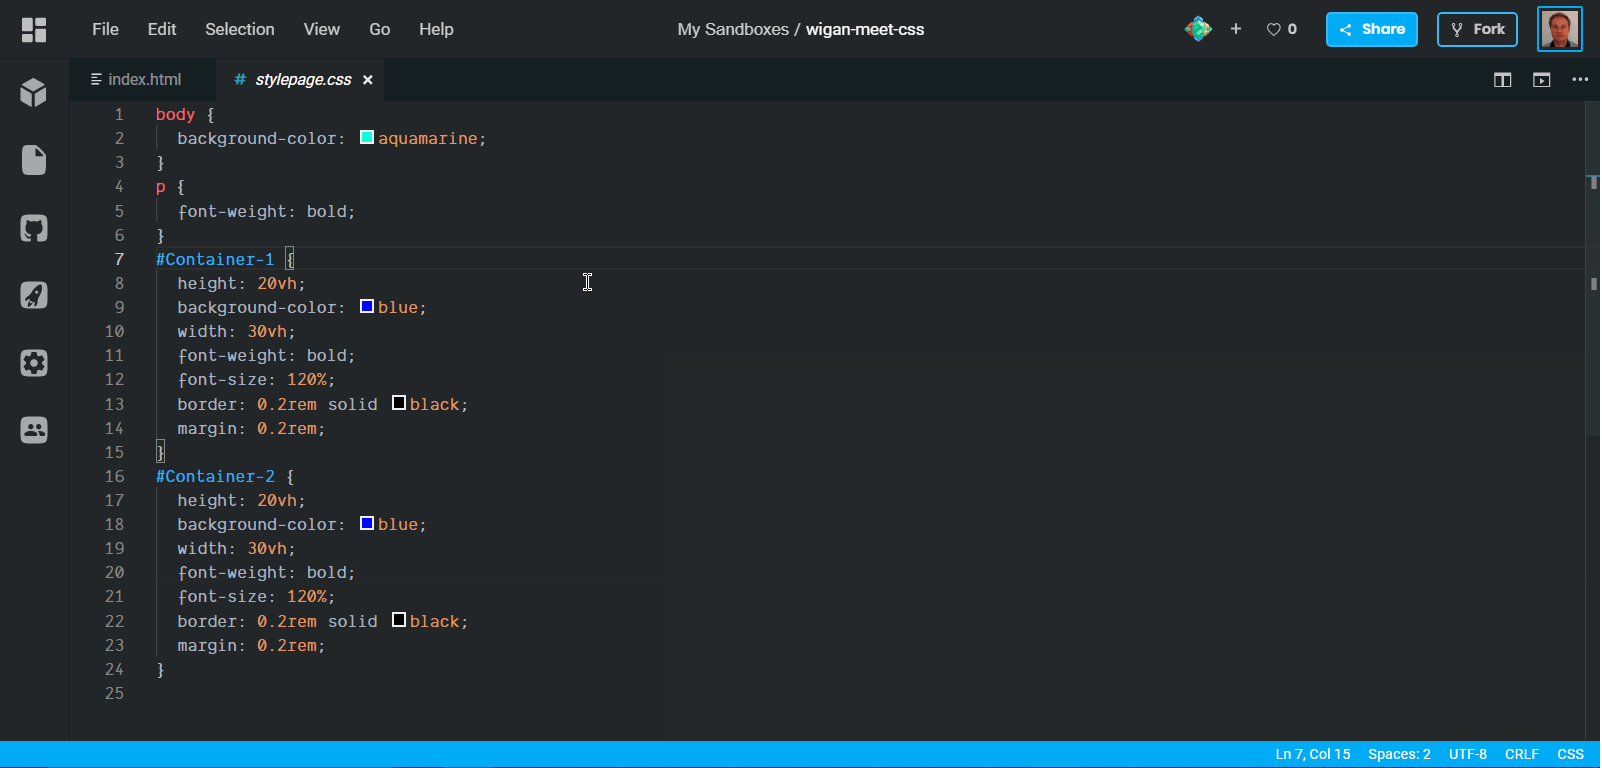 File Edit Selection View Go Help My Sandboxes / wigan-meet-css + 0 Share Fork
index.html # stylepage.css × ...
1 body {
2 background-color: aquamarine;
3 }
4 p {
5 font-weight: bold;
6 }
7 #Container-1 {
8 height: 20vh;
9 background-color: blue;
10 width: 30vh;
11 font-weight: bold;
12 font-size: 120%;
13 border: 0.2rem solid black;
14 margin: 0.2rem;
15 }
16 #Container-2 {
17 height: 20vh;
18 background-color: blue;
19 width: 30vh;
20 font-weight: bold;
21 font-size: 120%;
22 border: 0.2rem solid black;
23 margin: 0.2rem;
24 }
25
Ln 7, Col 15 Spaces: 2 UTF-8 CRLF CSS